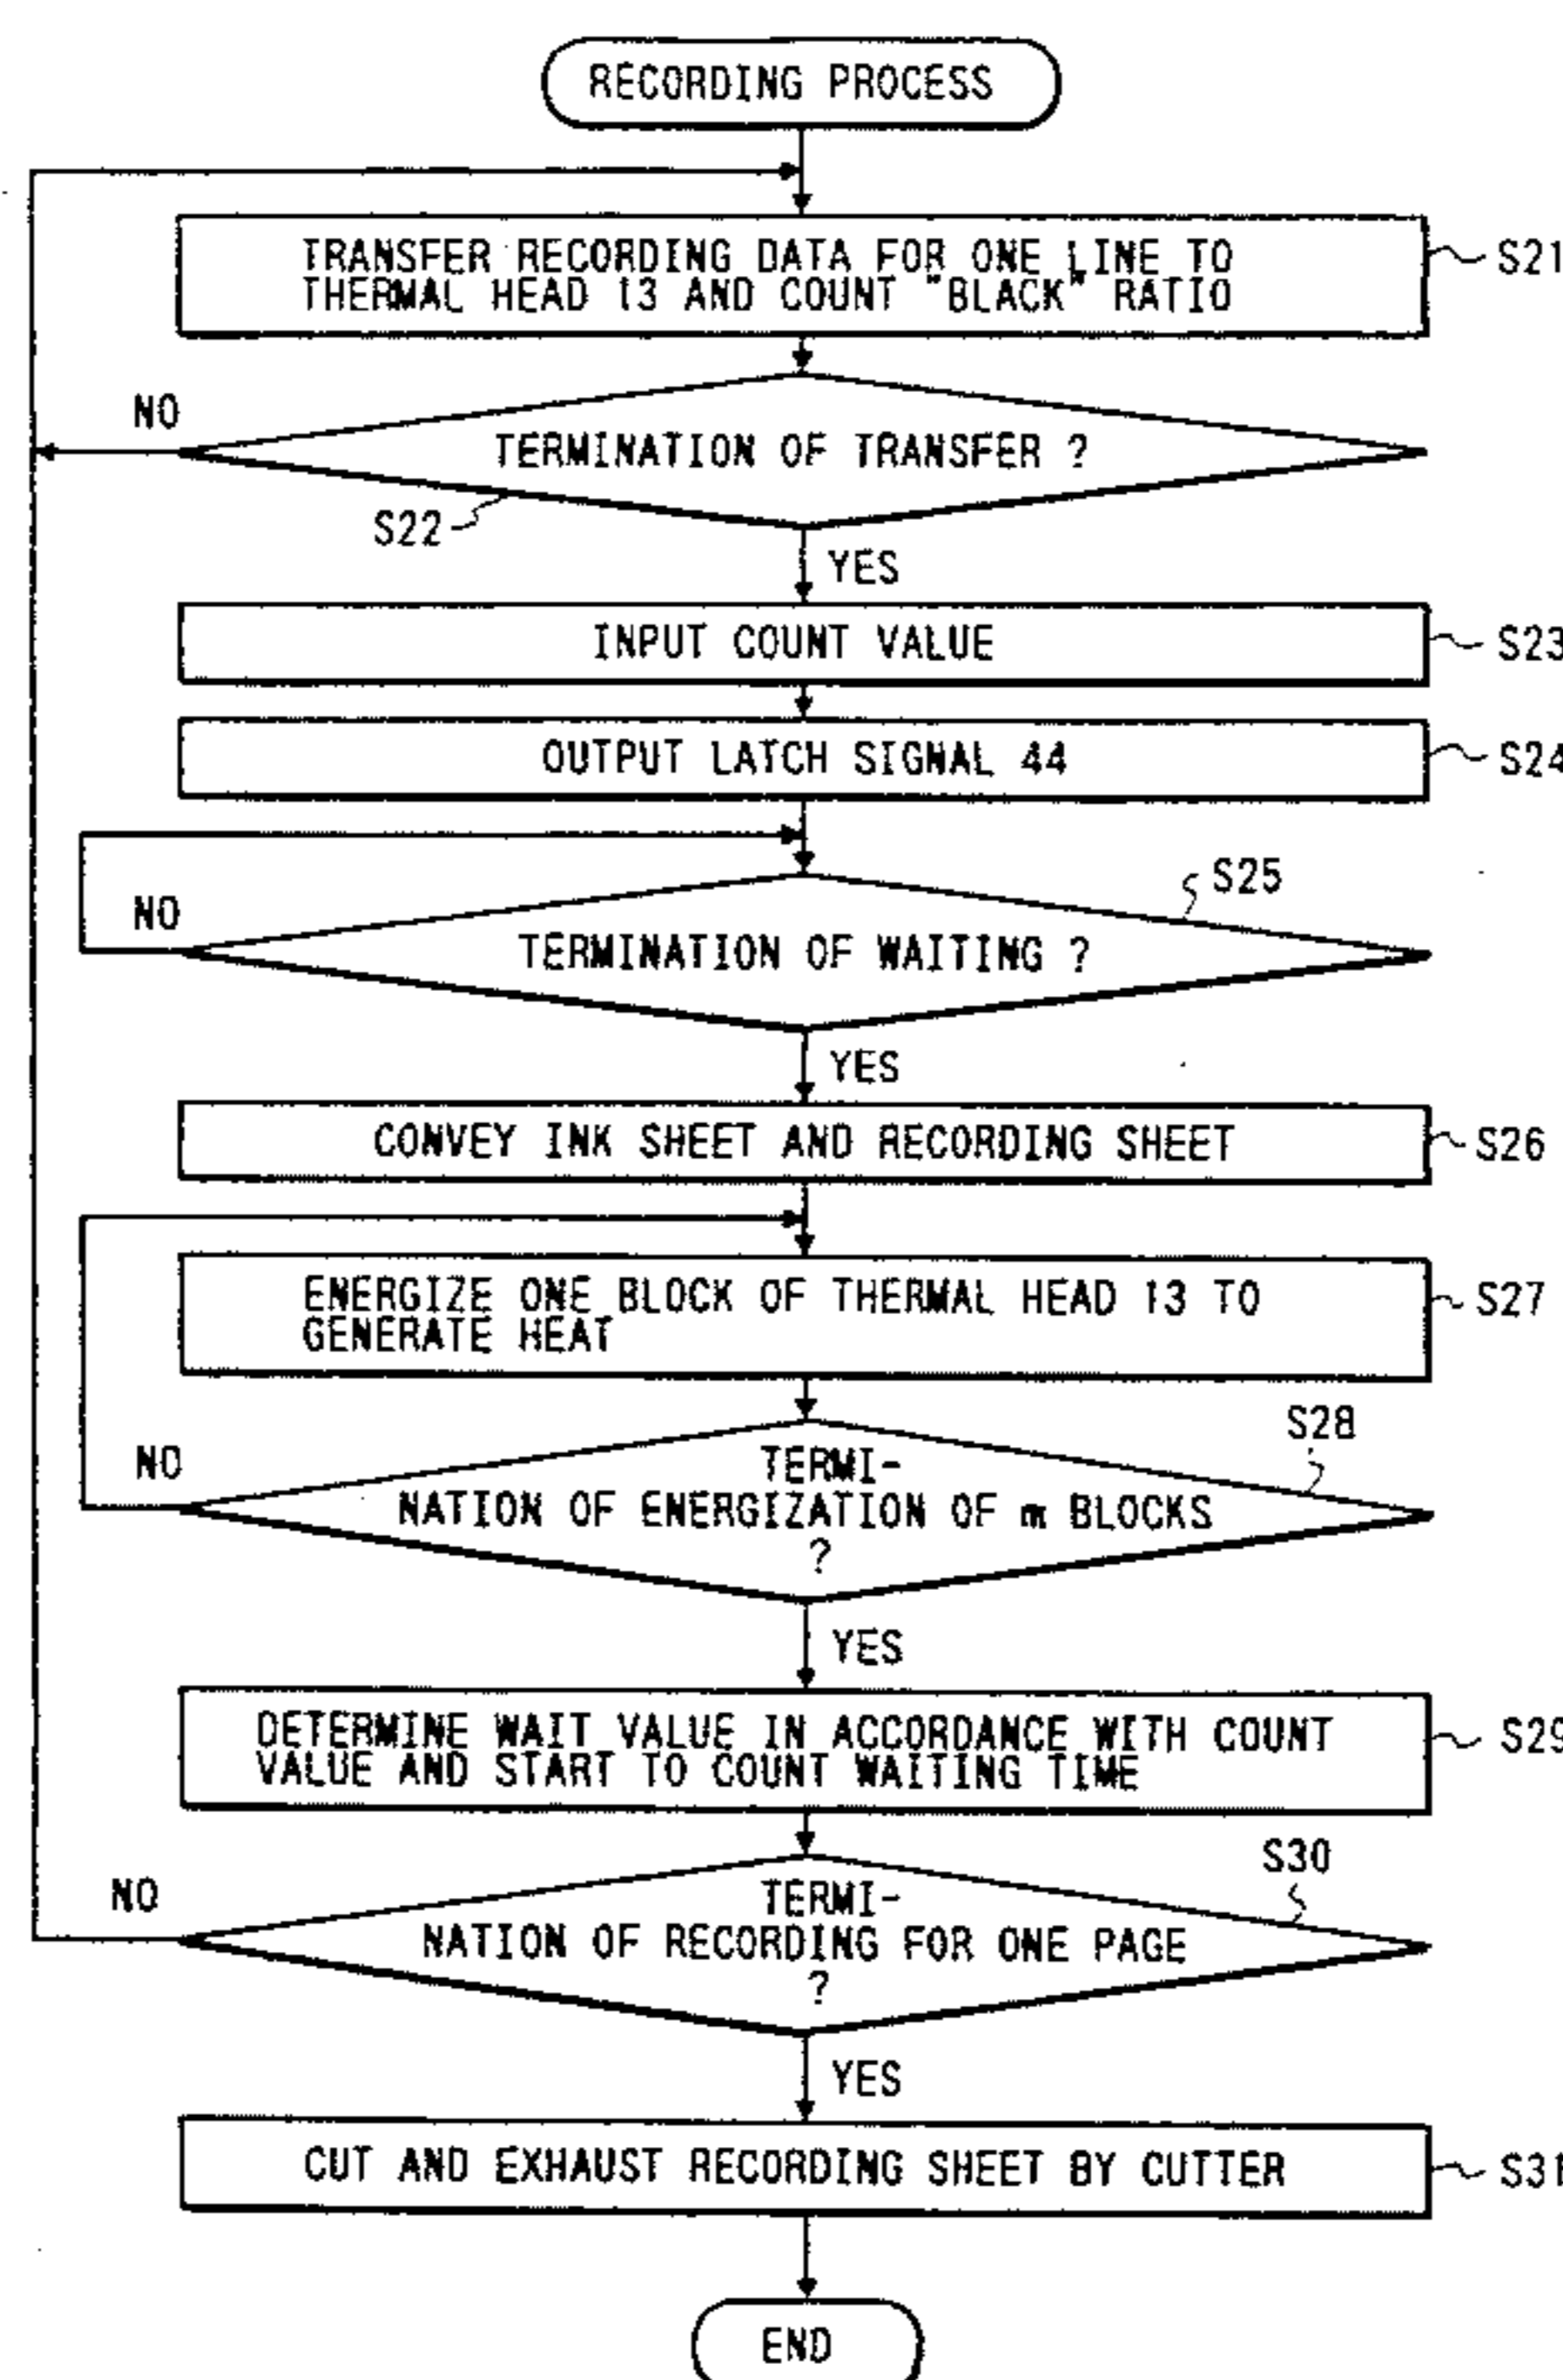 RECORDING PROCESS
TRANSFER RECORDING DATA FOR ONE LINE TO
THERMAL HEAD 13 AND COUNT "BLACK" RATIO
S21
NO
TERMINATION OF TRANSFER ?
S22
YES
INPUT COUNT VALUE
S23
OUTPUT LATCH SIGNAL 44
S24
S25
NO
TERMINATION OF WAITING ?
YES
CONVEY INK SHEET AND RECORDING SHEET
S26
ENERGIZE ONE BLOCK OF THERMAL HEAD 13 TO
GENERATE HEAT
S27
S28
NO
TERMI-
NATION OF ENERGIZATION OF m BLOCKS
?
YES
DETERMINE WAIT VALUE IN ACCORDANCE WITH COUNT
VALUE AND START TO COUNT WAITING TIME
S29
S30
NO
TERMI-
NATION OF RECORDING FOR ONE PAGE
?
YES
CUT AND EXHAUST RECORDING SHEET BY CUTTER
S31
END